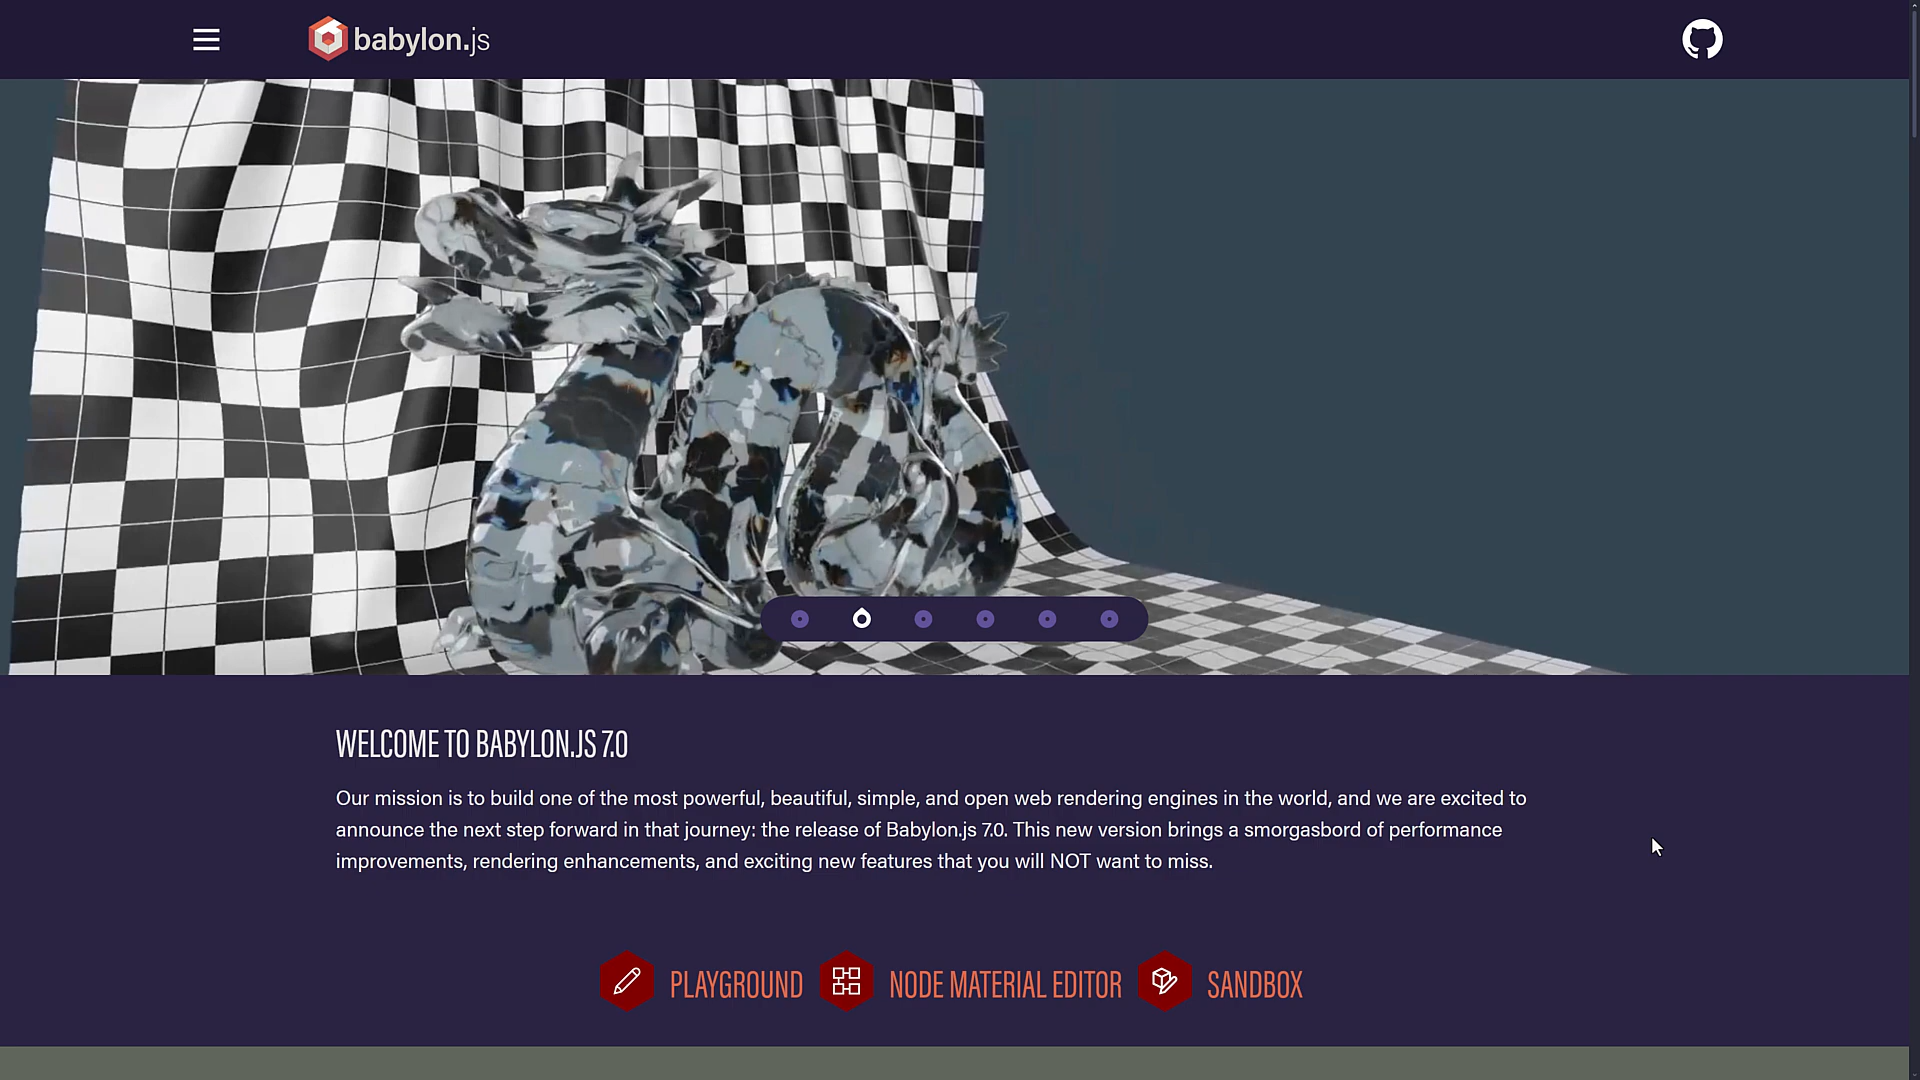 babylon.js
WELCOME TO BABYLON.JS 7.0
Our mission is to build one of the most powerful, beautiful, simple, and open web rendering engines in the world, and we are excited to
announce the next step forward in that journey: the release of Babylon.js 7.0. This new version brings a smorgasbord of performance
improvements, rendering enhancements, and exciting new features that you will NOT want to miss.
PLAYGROUND NODE MATERIAL EDITOR SANDBOX